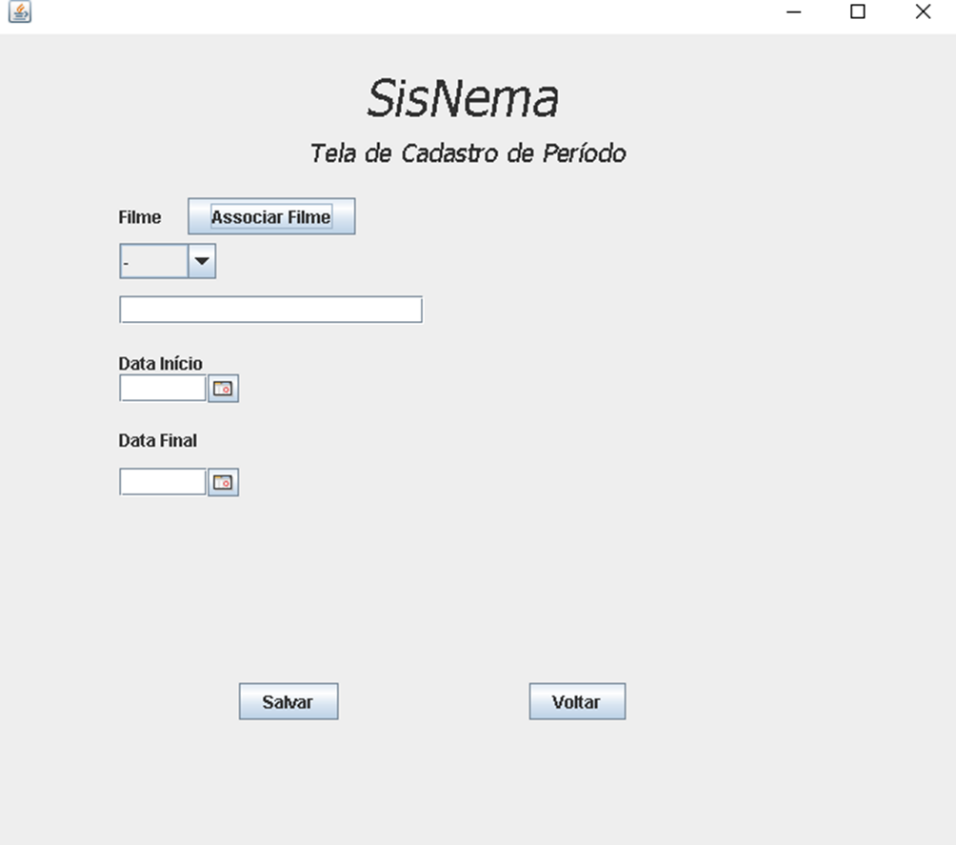 SisNema
Tela de Cadastro de Período
Filme Associar Filme
-
Data Início
Data Final
Salvar Voltar